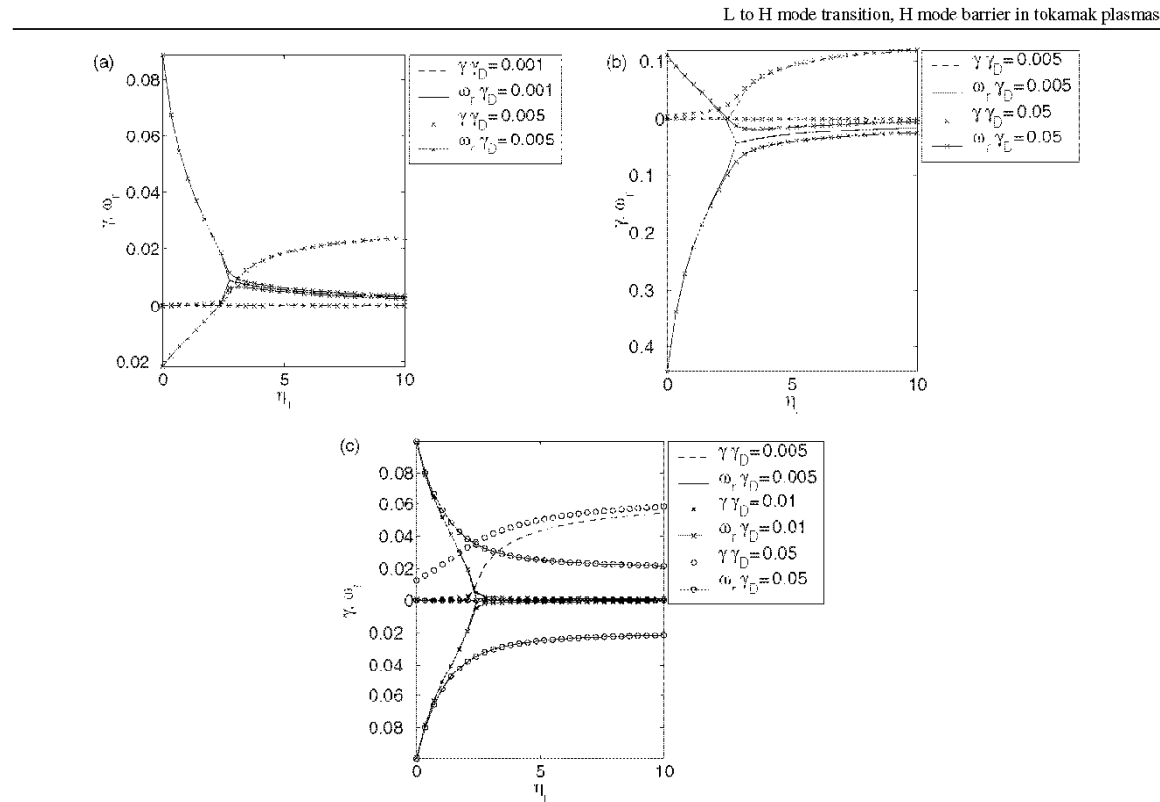 L to H mode transition, H mode barrier in tokamak plasmas
(a)
γ γ_D=0.001
ω_r γ_D=0.001
γ γ_D=0.005
ω_r γ_D=0.005
0.08
0.06
0.04
0.02
0
0.02
γ, ω_r
0 5 10
η_i
(b)
γ γ_D=0.005
ω_r γ_D=0.005
γ γ_D=0.05
ω_r γ_D=0.05
0.1
0
0.1
0.2
0.3
0.4
γ, ω_r
0 5 10
η
(c)
γ γ_D=0.005
ω_r γ_D=0.005
γ γ_D=0.01
ω_r γ_D=0.01
γ γ_D=0.05
ω_r γ_D=0.05
0.08
0.06
0.04
0.02
0
0.02
0.04
0.06
0.08
γ, ω_r
0 5 10
η_i